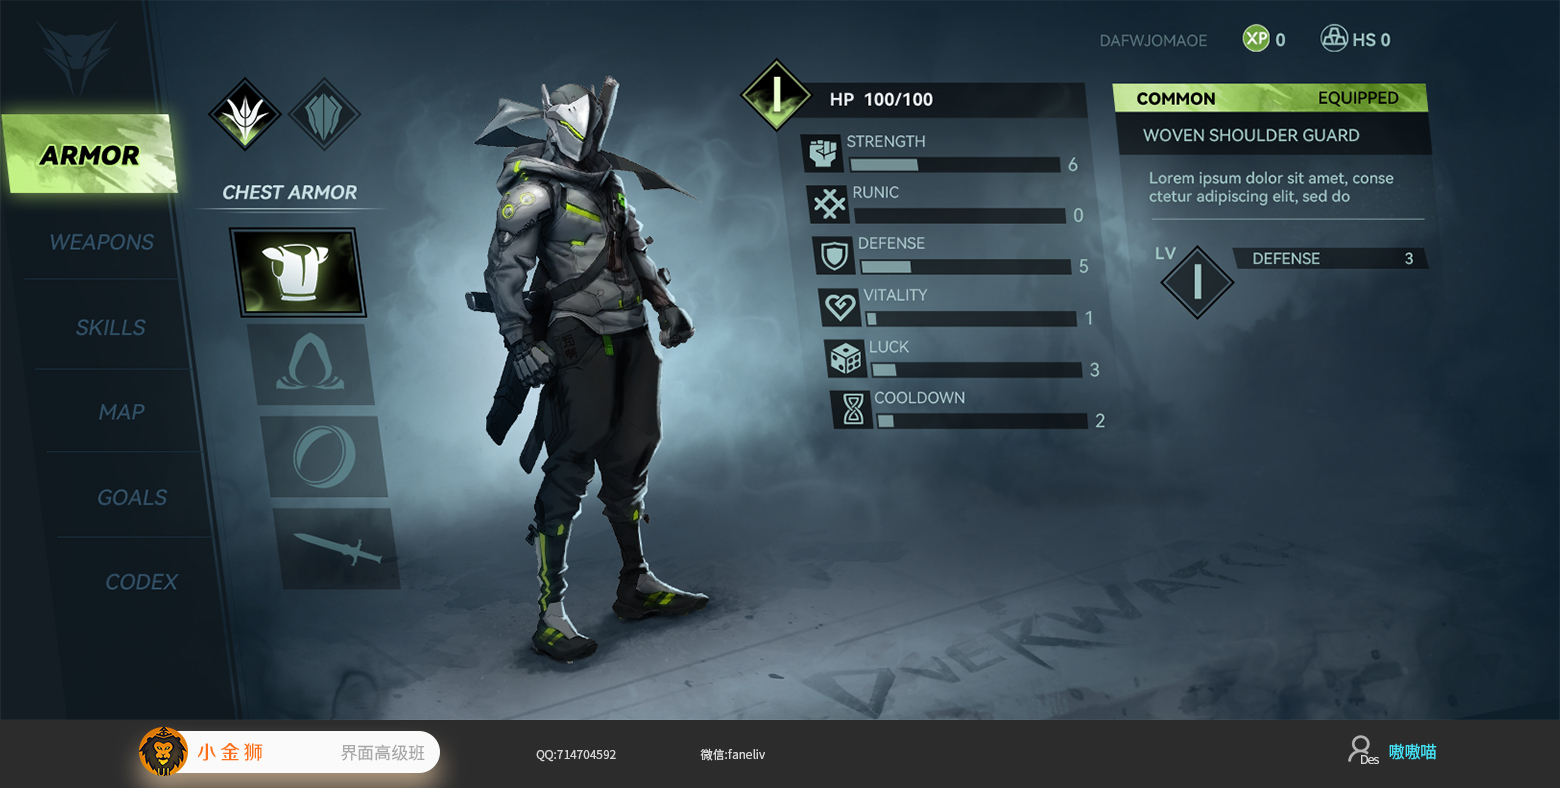 DAFWJOMAOE
XP 0
HS 0
ARMOR
WEAPONS
SKILLS
MAP
GOALS
CODEX
CHEST ARMOR
I
HP 100/100
STRENGTH
6
RUNIC
0
DEFENSE
5
VITALITY
1
LUCK
3
COOLDOWN
2
COMMON EQUIPPED
WOVEN SHOULDER GUARD
Lorem ipsum dolor sit amet, conse
ctetur adipiscing elit, sed do
LV
I
DEFENSE 3
OVERWATCH
小金狮
UI
界面高级班
QQ:714704592
微信:faneliv
Des
嗷嗷喵